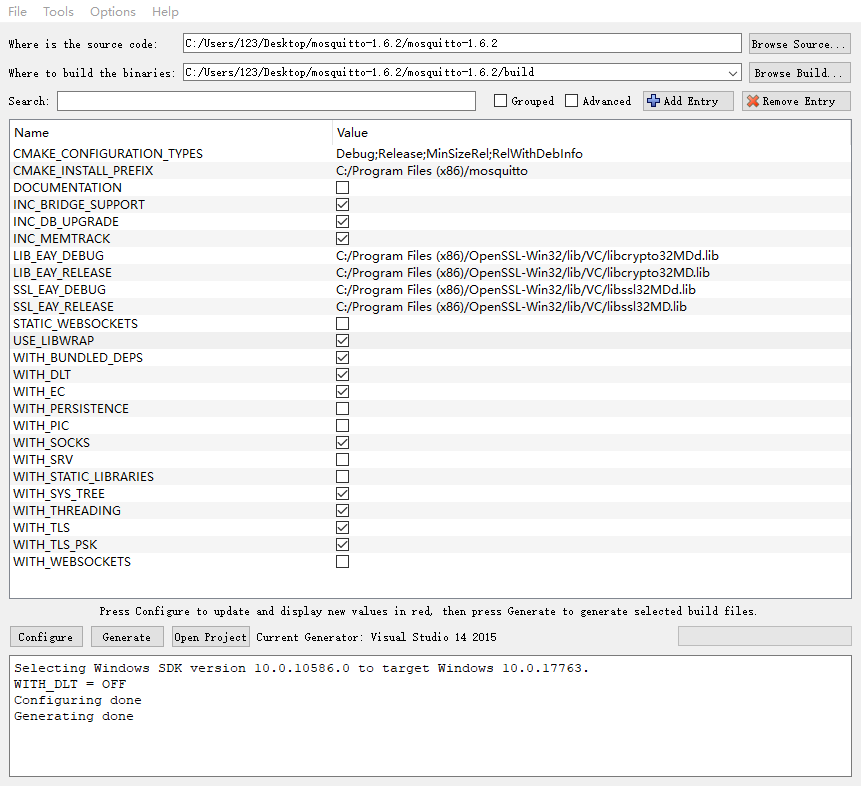 File Tools Options Help
Where is the source code: C:/Users/123/Desktop/mosquitto-1.6.2/mosquitto-1.6.2 Browse Source...
Where to build the binaries: C:/Users/123/Desktop/mosquitto-1.6.2/mosquitto-1.6.2/build Browse Build...
Search: Grouped Advanced Add Entry Remove Entry
Name Value
CMAKE_CONFIGURATION_TYPES Debug;Release;MinSizeRel;RelWithDebInfo
CMAKE_INSTALL_PREFIX C:/Program Files (x86)/mosquitto
DOCUMENTATION
INC_BRIDGE_SUPPORT
INC_DB_UPGRADE
INC_MEMTRACK
LIB_EAY_DEBUG C:/Program Files (x86)/OpenSSL-Win32/lib/VC/libcrypto32MDd.lib
LIB_EAY_RELEASE C:/Program Files (x86)/OpenSSL-Win32/lib/VC/libcrypto32MD.lib
SSL_EAY_DEBUG C:/Program Files (x86)/OpenSSL-Win32/lib/VC/libssl32MDd.lib
SSL_EAY_RELEASE C:/Program Files (x86)/OpenSSL-Win32/lib/VC/libssl32MD.lib
STATIC_WEBSOCKETS
USE_LIBWRAP
WITH_BUNDLED_DEPS
WITH_DLT
WITH_EC
WITH_PERSISTENCE
WITH_PIC
WITH_SOCKS
WITH_SRV
WITH_STATIC_LIBRARIES
WITH_SYS_TREE
WITH_THREADING
WITH_TLS
WITH_TLS_PSK
WITH_WEBSOCKETS
Press Configure to update and display new values in red, then press Generate to generate selected build files.
Configure Generate Open Project Current Generator: Visual Studio 14 2015
Selecting Windows SDK version 10.0.10586.0 to target Windows 10.0.17763.
WITH_DLT = OFF
Configuring done
Generating done